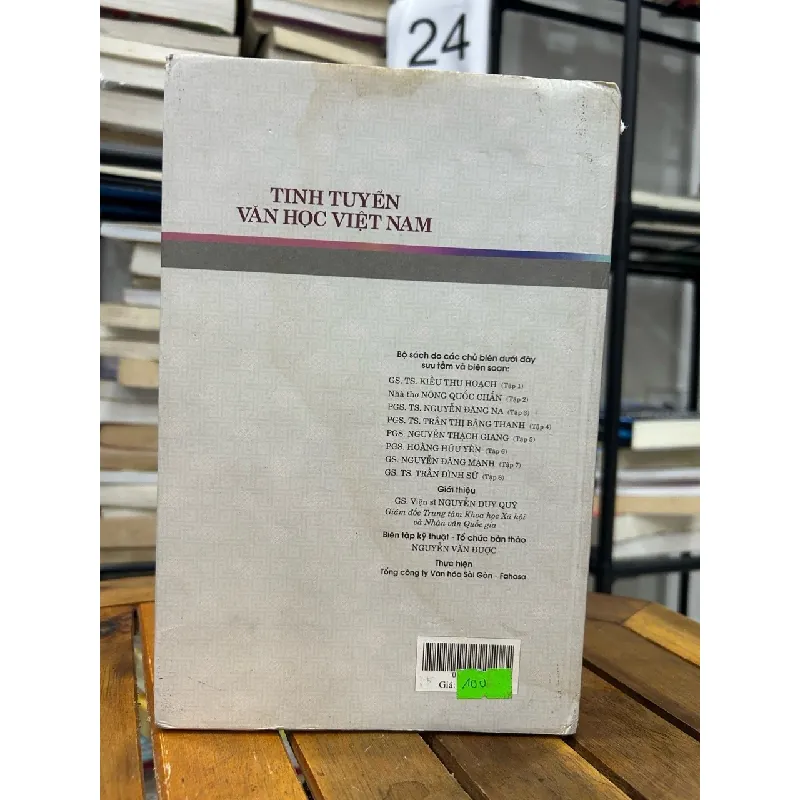 24
TINH TUYỂN
VĂN HỌC VIỆT NAM
Bộ sách do các chủ biên dưới đây
sưu tầm và biên soạn:
GS. TS. KIỀU THU HOẠCH (Tập 1)
Nhà thơ NÔNG QUỐC CHẤN (Tập 2)
PGS. TS. NGUYỄN ĐĂNG NA (Tập 3)
PGS. TS. TRẦN THỊ BĂNG THANH (Tập 4)
PGS. NGUYỄN THẠCH GIANG (Tập 5)
PGS. HOÀNG HỮU YÊN (Tập 6)
GS. NGUYỄN ĐĂNG MẠNH (Tập 7)
GS. TS. TRẦN ĐÌNH SỬ (Tập 8)
Giới thiệu
GS. Viện sĩ NGUYỄN DUY QUÝ
Giám đốc Trung tâm Khoa học Xã hội
và Nhân văn Quốc gia
Biên tập kỹ thuật - Tổ chức bản thảo
NGUYỄN VĂN ĐƯỢC
Thực hiện
Tổng công ty Văn hóa Sài Gòn - Fahasa
Giá:
100